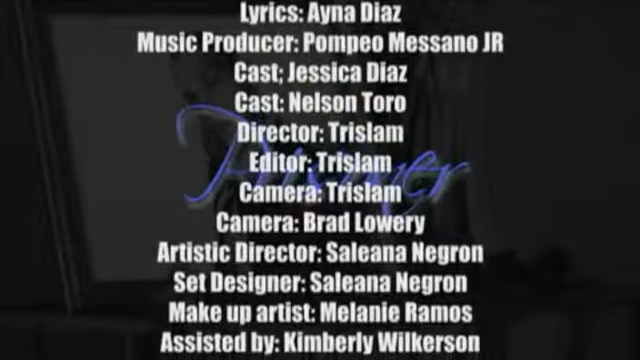 Lyrics: Ayna Diaz
Music Producer: Pompeo Messano JR
Cast; Jessica Diaz
Cast: Nelson Toro
Director: Trislam
Editor: Trislam
Camera: Trislam
Camera: Brad Lowery
Artistic Director: Saleana Negron
Set Designer: Saleana Negron
Make up artist: Melanie Ramos
Assisted by: Kimberly Wilkerson